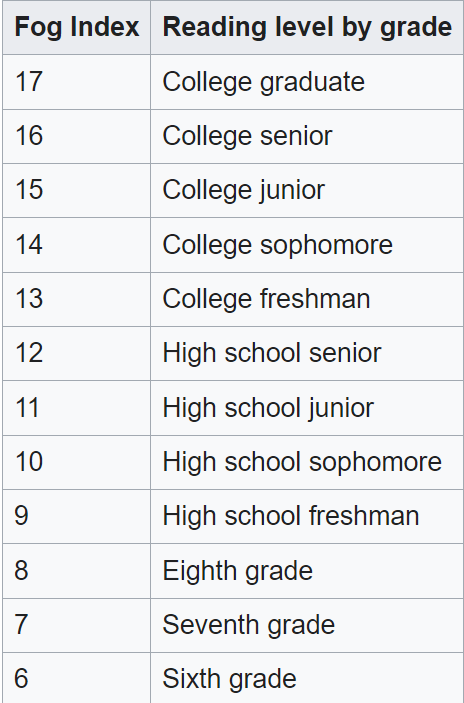 Fog Index Reading level by grade
17 College graduate
16 College senior
15 College junior
14 College sophomore
13 College freshman
12 High school senior
11 High school junior
10 High school sophomore
9 High school freshman
8 Eighth grade
7 Seventh grade
6 Sixth grade